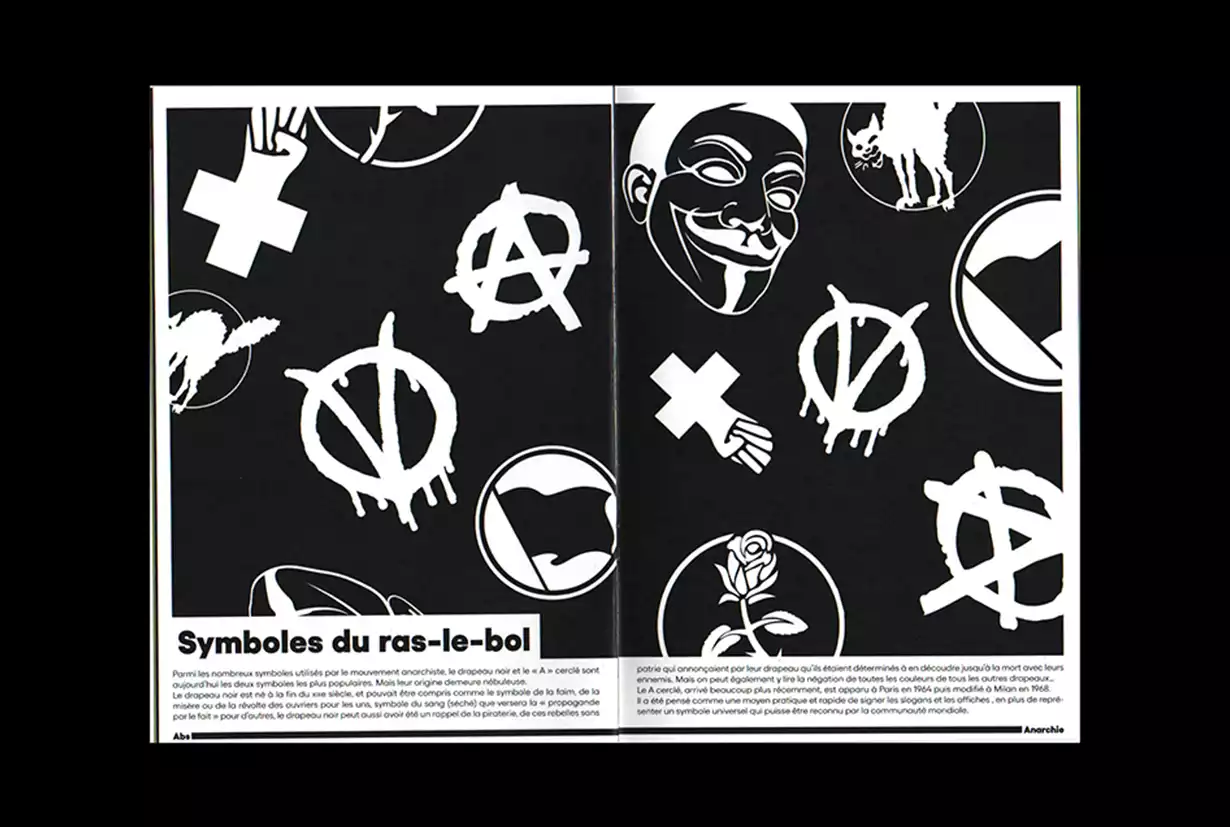 Symboles du ras-le-bol
Parmi les nombreux symboles utilisés par le mouvement anarchiste, le drapeau noir et le « A » cerclé sont
aujourd'hui les deux symboles les plus populaires. Mais leur origine demeure nébuleuse.
Le drapeau noir est né à la fin du XIXe siècle, et pouvait être compris comme le symbole de la faim, de la
misère ou de la révolte des ouvriers pour les uns, symbole du sang (séché) que versera la « propagande
par le fait » pour d'autres, le drapeau noir peut aussi avoir été un rappel de la piraterie, de ces rebelles sans
patrie qui annonçaient par leur drapeau qu'ils étaient déterminés à en découdre jusqu'à la mort avec leurs
ennemis. Mais on peut également y lire la négation de toutes les couleurs de tous les autres drapeaux...
Le A cerclé, arrivé beaucoup plus récemment, est apparu à Paris en 1964 puis modifié à Milan en 1968.
Il a été pensé comme une moyen pratique et rapide de signer les slogans et les affiches , en plus de repré-
senter un symbole universel qui puisse être reconnu par la communauté mondiale.
Abs
Anarchie